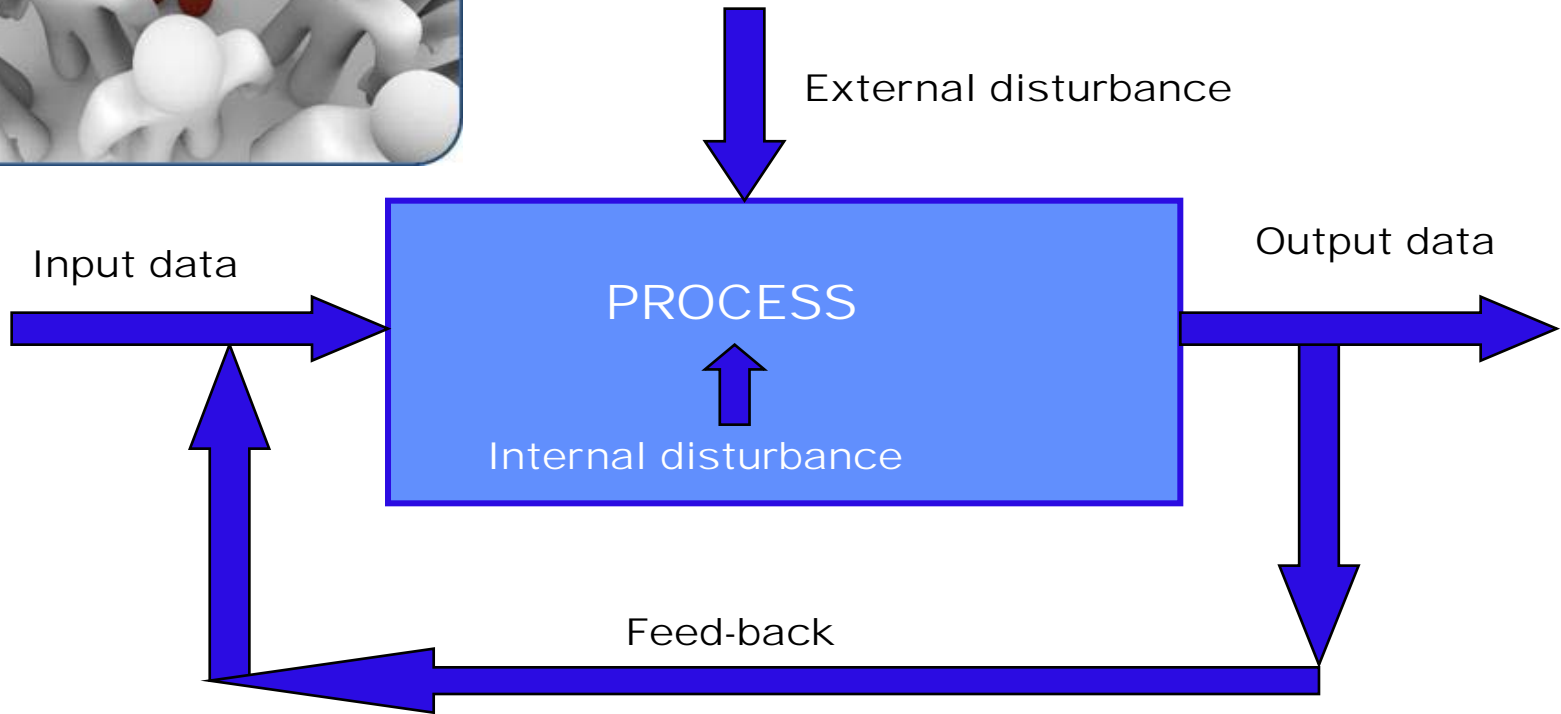 External disturbance
Input data
Output data
PROCESS
Internal disturbance
Feed-back